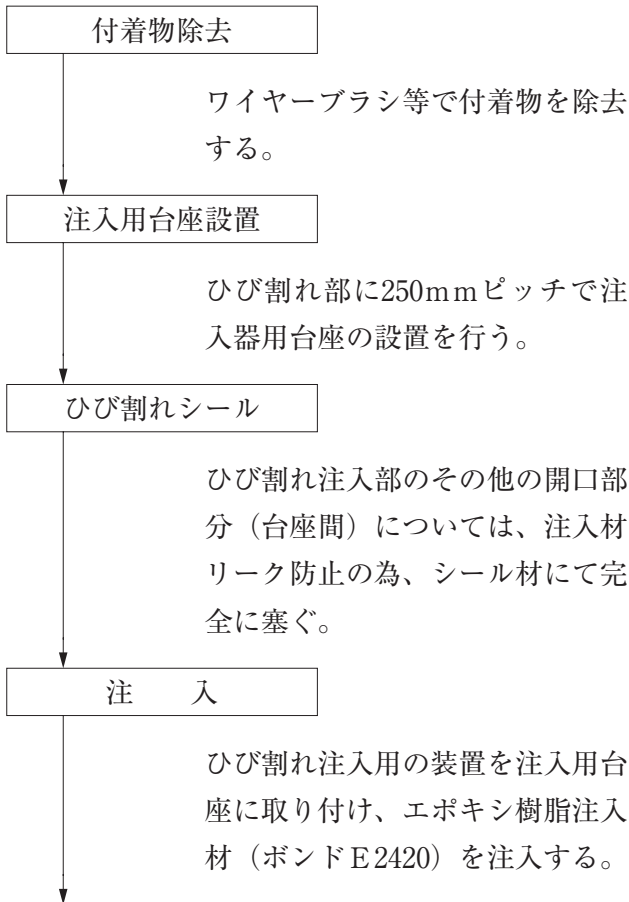 付着物除去
ワイヤーブラシ等で付着物を除去
する。
注入用台座設置
ひび割れ部に250mmピッチで注
入器用台座の設置を行う。
ひび割れシール
ひび割れ注入部のその他の開口部
分（台座間）については、注入材
リーク防止の為、シール材にて完
全に塞ぐ。
注　　入
ひび割れ注入用の装置を注入用台
座に取り付け、エポキシ樹脂注入
材（ボンドＥ2420）を注入する。